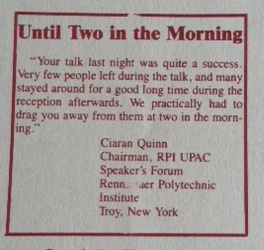 Until Two in the Morning
"Your talk last night was quite a success.
Very few people left during the talk, and many
stayed around for a good long time during the
reception afterwards. We practically had to
drag you away from them at two in the morn-
ing."
Ciaran Quinn
Chairman, RPI UPAC
Speaker's Forum
Polytechnic
Institute
Troy, New York